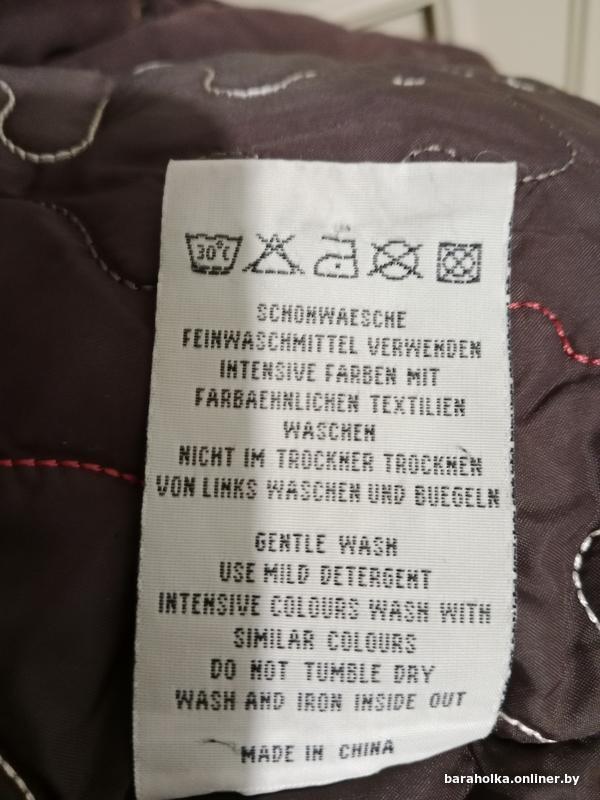 30°C
SCHONWAESCHE
FEINWASCHMITTEL VERWENDEN
INTENSIVE FARBEN MIT
FARBAEHNLICHEN TEXTILIEN
WASCHEN
NICHT IM TROCKNER TROCKNEN
VON LINKS WASCHEN UND BUEGELN
GENTLE WASH
USE MILD DETERGENT
INTENSIVE COLOURS WASH WITH
SIMILAR COLOURS
DO NOT TUMBLE DRY
WASH AND IRON INSIDE OUT
MADE IN CHINA
baraholka.onliner.by